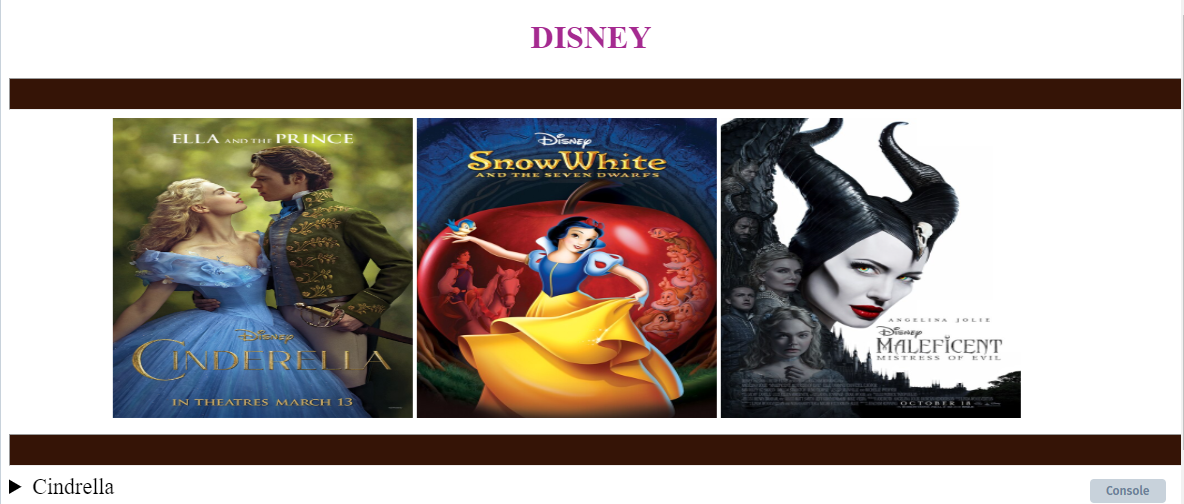 DISNEY
ELLA AND THE PRINCE
Disney
CINDERELLA
IN THEATRES MARCH 13
Disney
Snow White
AND THE SEVEN DWARFS
ANGELINA JOLIE
Disney
MALEFICENT
MISTRESS OF EVIL
OCTOBER 18
Cindrella
Console